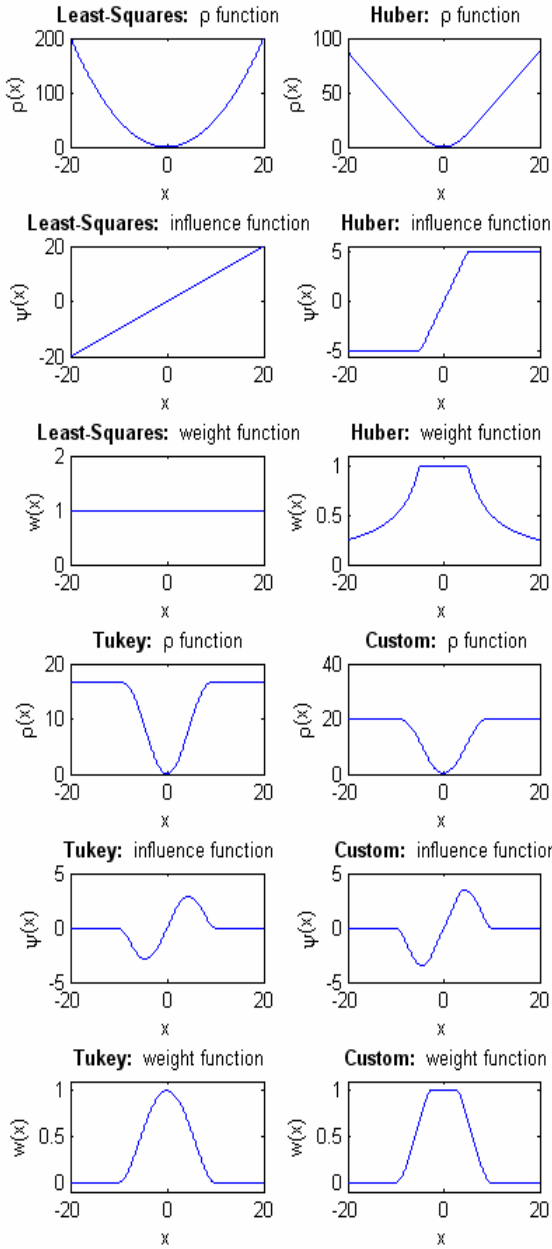 Least-Squares: ρ function
200
100
0
ρ(x)
-20 0 20
x
Huber: ρ function
100
50
0
ρ(x)
-20 0 20
x
Least-Squares: influence function
20
0
-20
ψ(x)
-20 0 20
x
Huber: influence function
5
0
-5
ψ(x)
-20 0 20
x
Least-Squares: weight function
2
1
0
w(x)
-20 0 20
x
Huber: weight function
1
0.5
0
w(x)
-20 0 20
x
Tukey: ρ function
20
10
0
ρ(x)
-20 0 20
x
Custom: ρ function
40
20
0
ρ(x)
-20 0 20
x
Tukey: influence function
5
0
-5
ψ(x)
-20 0 20
x
Custom: influence function
5
0
-5
ψ(x)
-20 0 20
x
Tukey: weight function
1
0.5
0
w(x)
-20 0 20
x
Custom: weight function
1
0.5
0
w(x)
-20 0 20
x